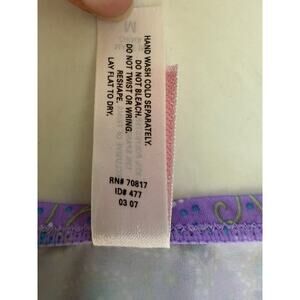 M
HAND WASH COLD SEPARATELY.
DO NOT BLEACH.
DO NOT TWIST OR WRING.
RESHAPE.
LAY FLAT TO DRY.
RN# 70817
ID# 477
03 07